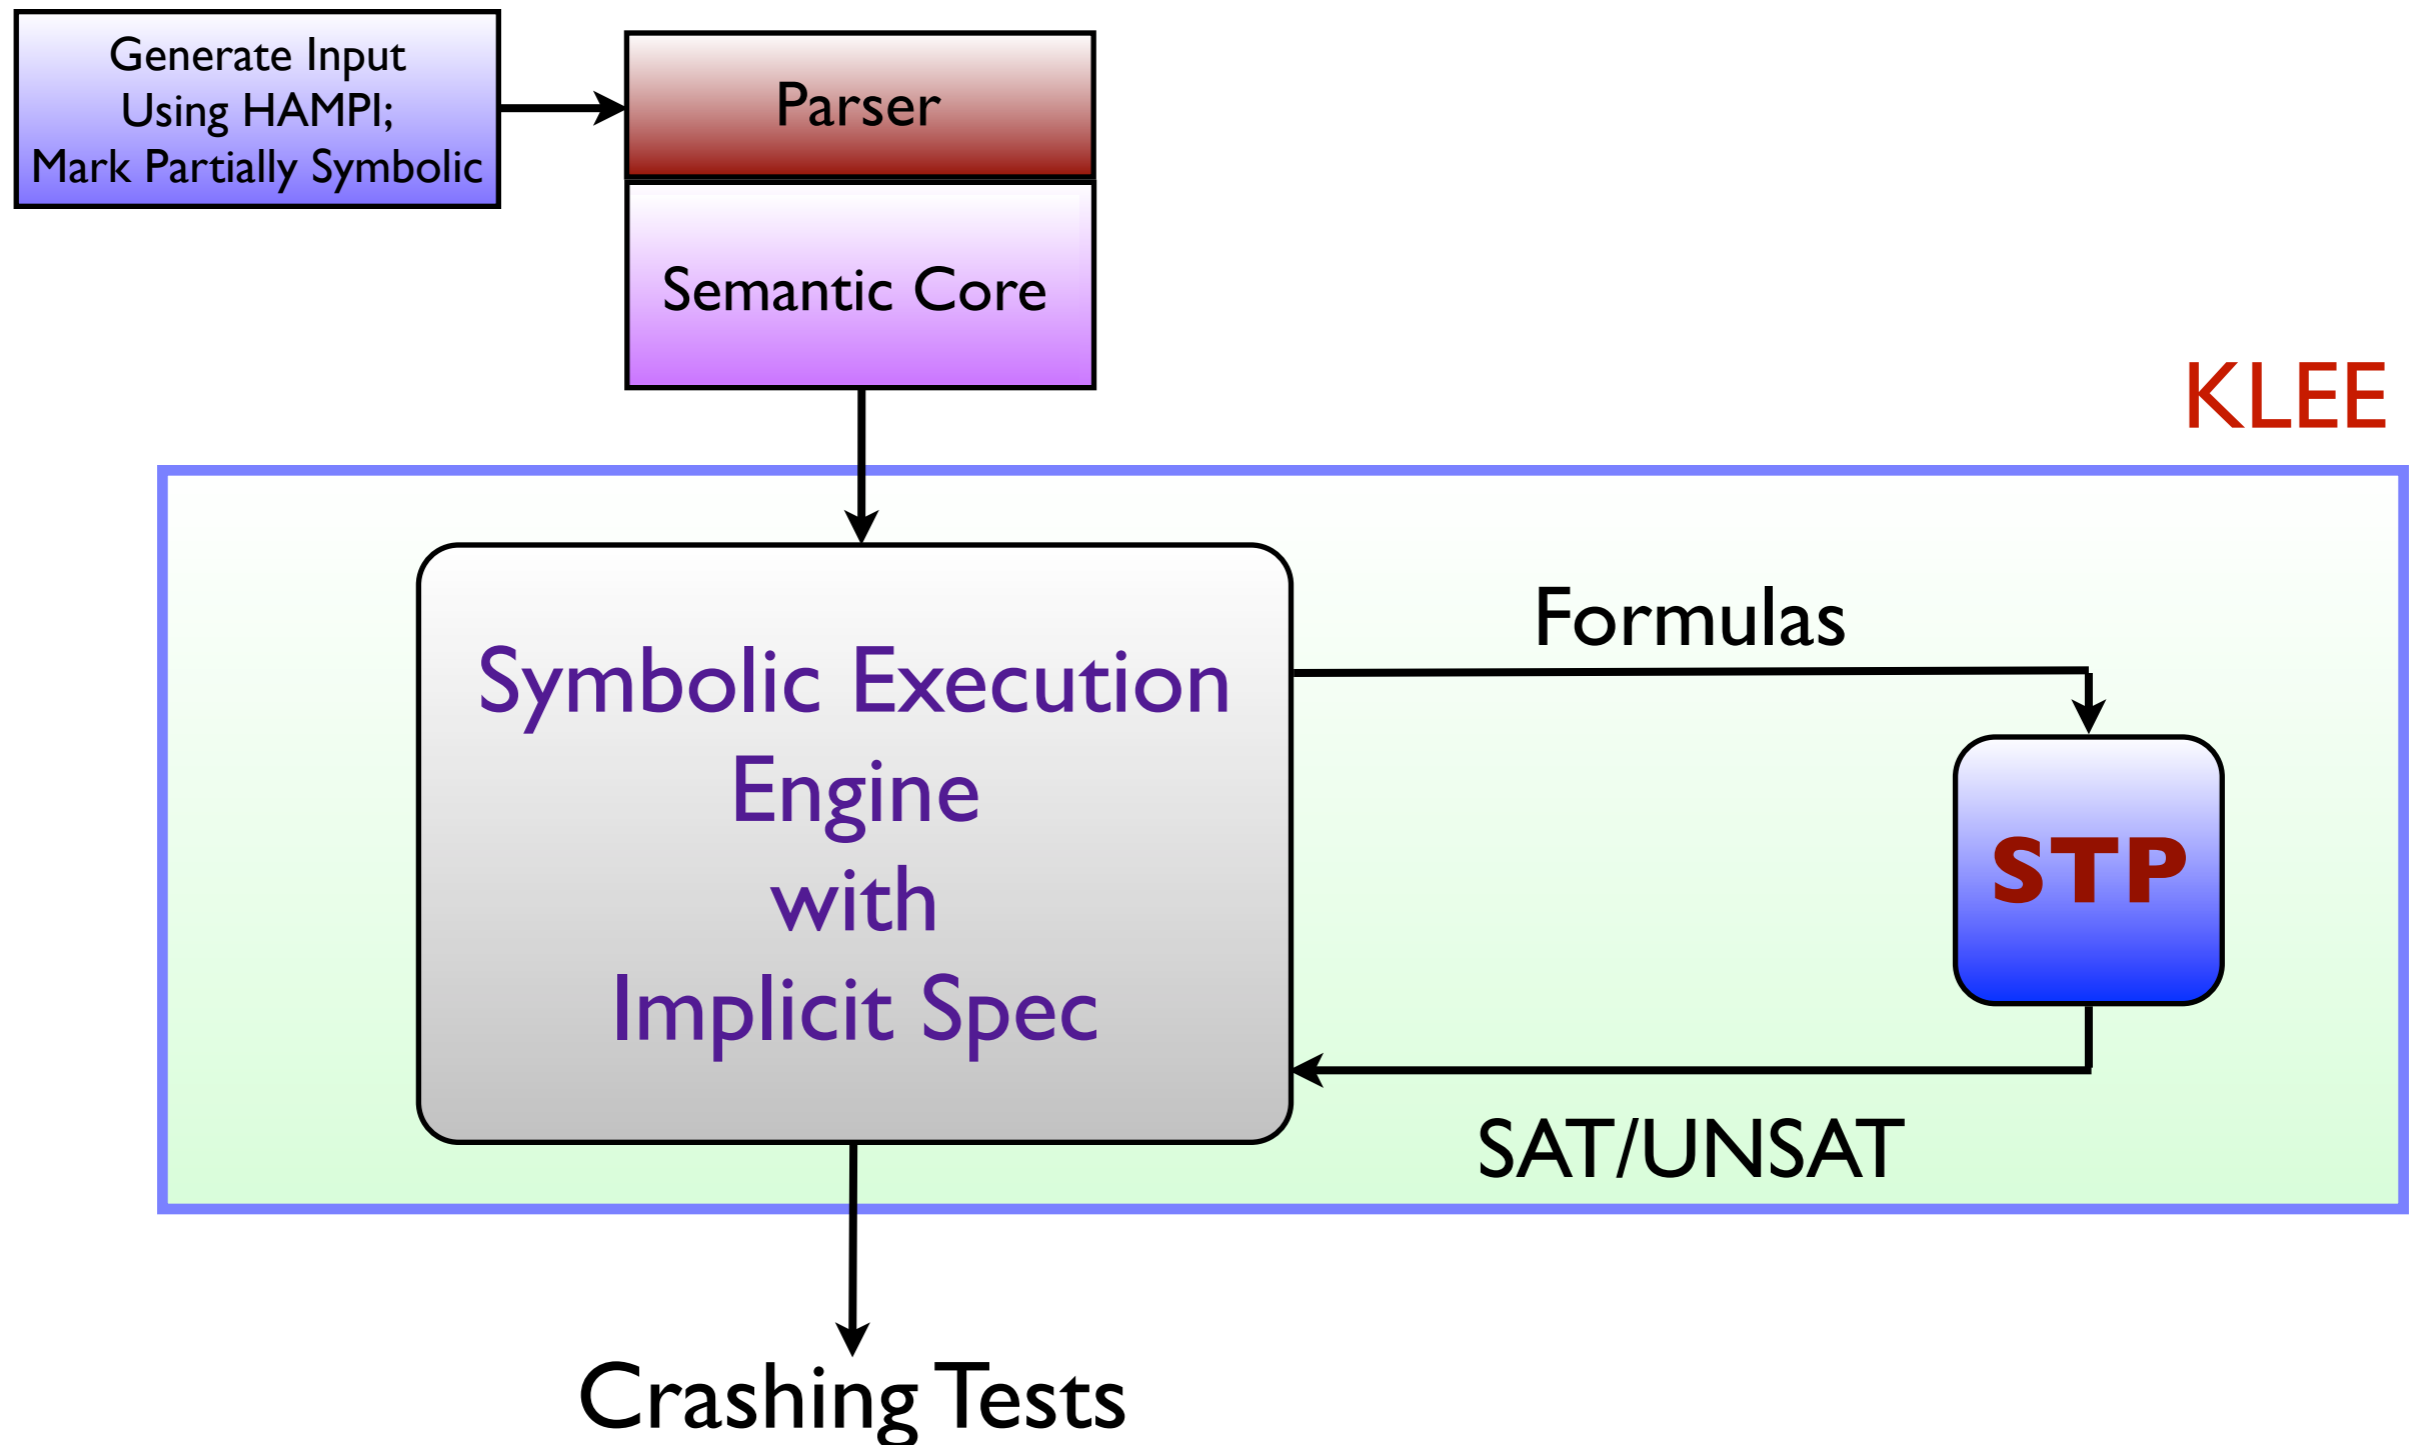 Generate Input
Using HAMPI;
Mark Partially Symbolic
Parser
Semantic Core
KLEE
Symbolic Execution
Engine
with
Implicit Spec
Formulas
STP
SAT/UNSAT
Crashing Tests